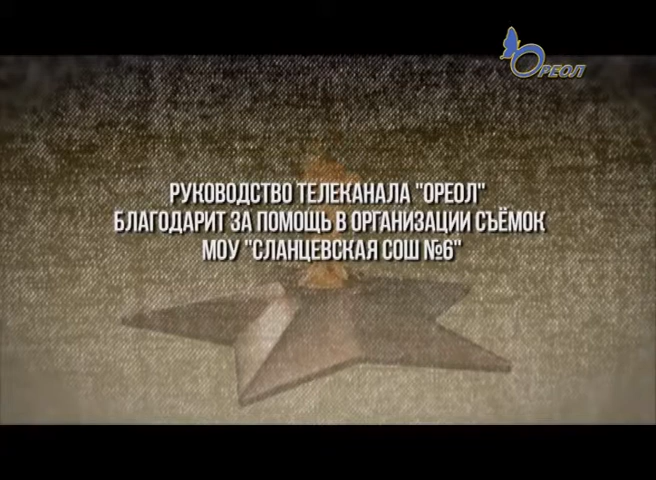 Ореол
РУКОВОДСТВО ТЕЛЕКАНАЛА "ОРЕОЛ"
БЛАГОДАРИТ ЗА ПОМОЩЬ В ОРГАНИЗАЦИИ СЪЁМОК
МОУ "СЛАНЦЕВСКАЯ СОШ №6"